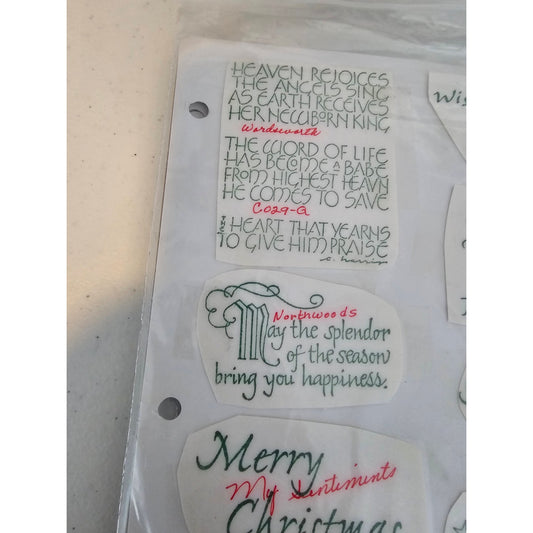 HEAVEN REJOICES
THE ANGELS SING
AS EARTH RECEIVES
HER NEWBORN KING
Wordsworth
THE WORD OF LIFE
HAS BECOME A BABE
FROM HIGHEST HEAVN
HE COMES TO SAVE
C029-G
HEART THAT YEARNS
TO GIVE HIM PRAISE
Northwoods
May the splendor
of the season
bring you happiness.
Merry
My Sentiments
Christmas
Wis